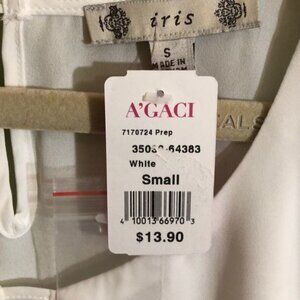 iris
S
MADE IN
A'GACI
7170724 Prep
White
Small
4 10013 66970 3
$13.90